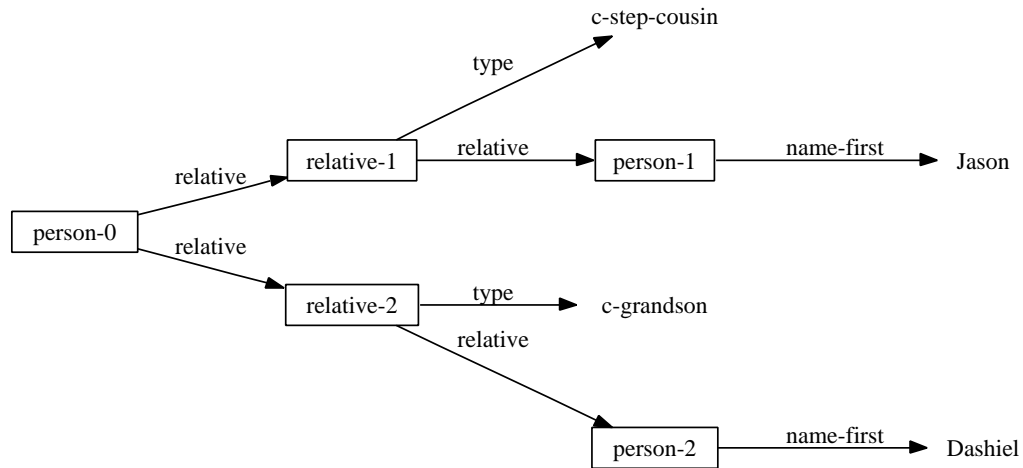 c-step-cousin
type
relative-1
relative
person-1
name-first
Jason
relative
person-0
relative
relative-2
type
c-grandson
relative
person-2
name-first
Dashiel